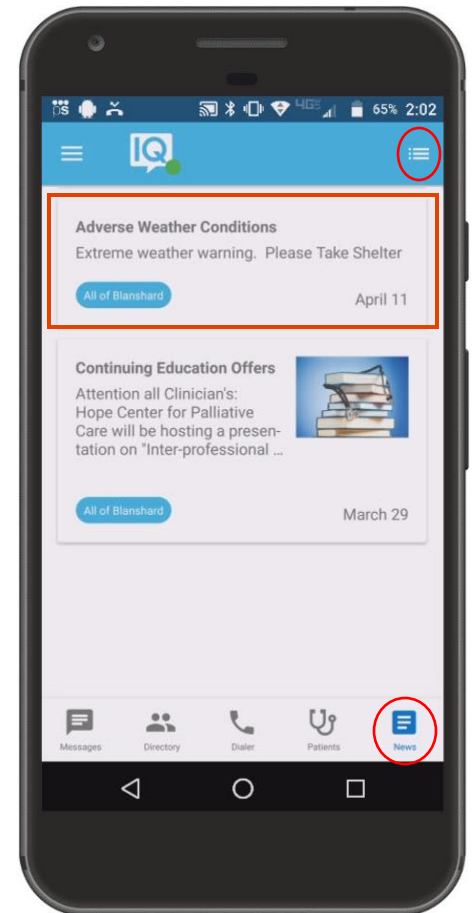 65% 2:02
IQ
Adverse Weather Conditions
Extreme weather warning. Please Take Shelter
All of Blanshard
April 11
Continuing Education Offers
Attention all Clinician's:
Hope Center for Palliative
Care will be hosting a presen-
tation on "Inter-professional ...
All of Blanshard
March 29
Messages Directory Dialer Patients News